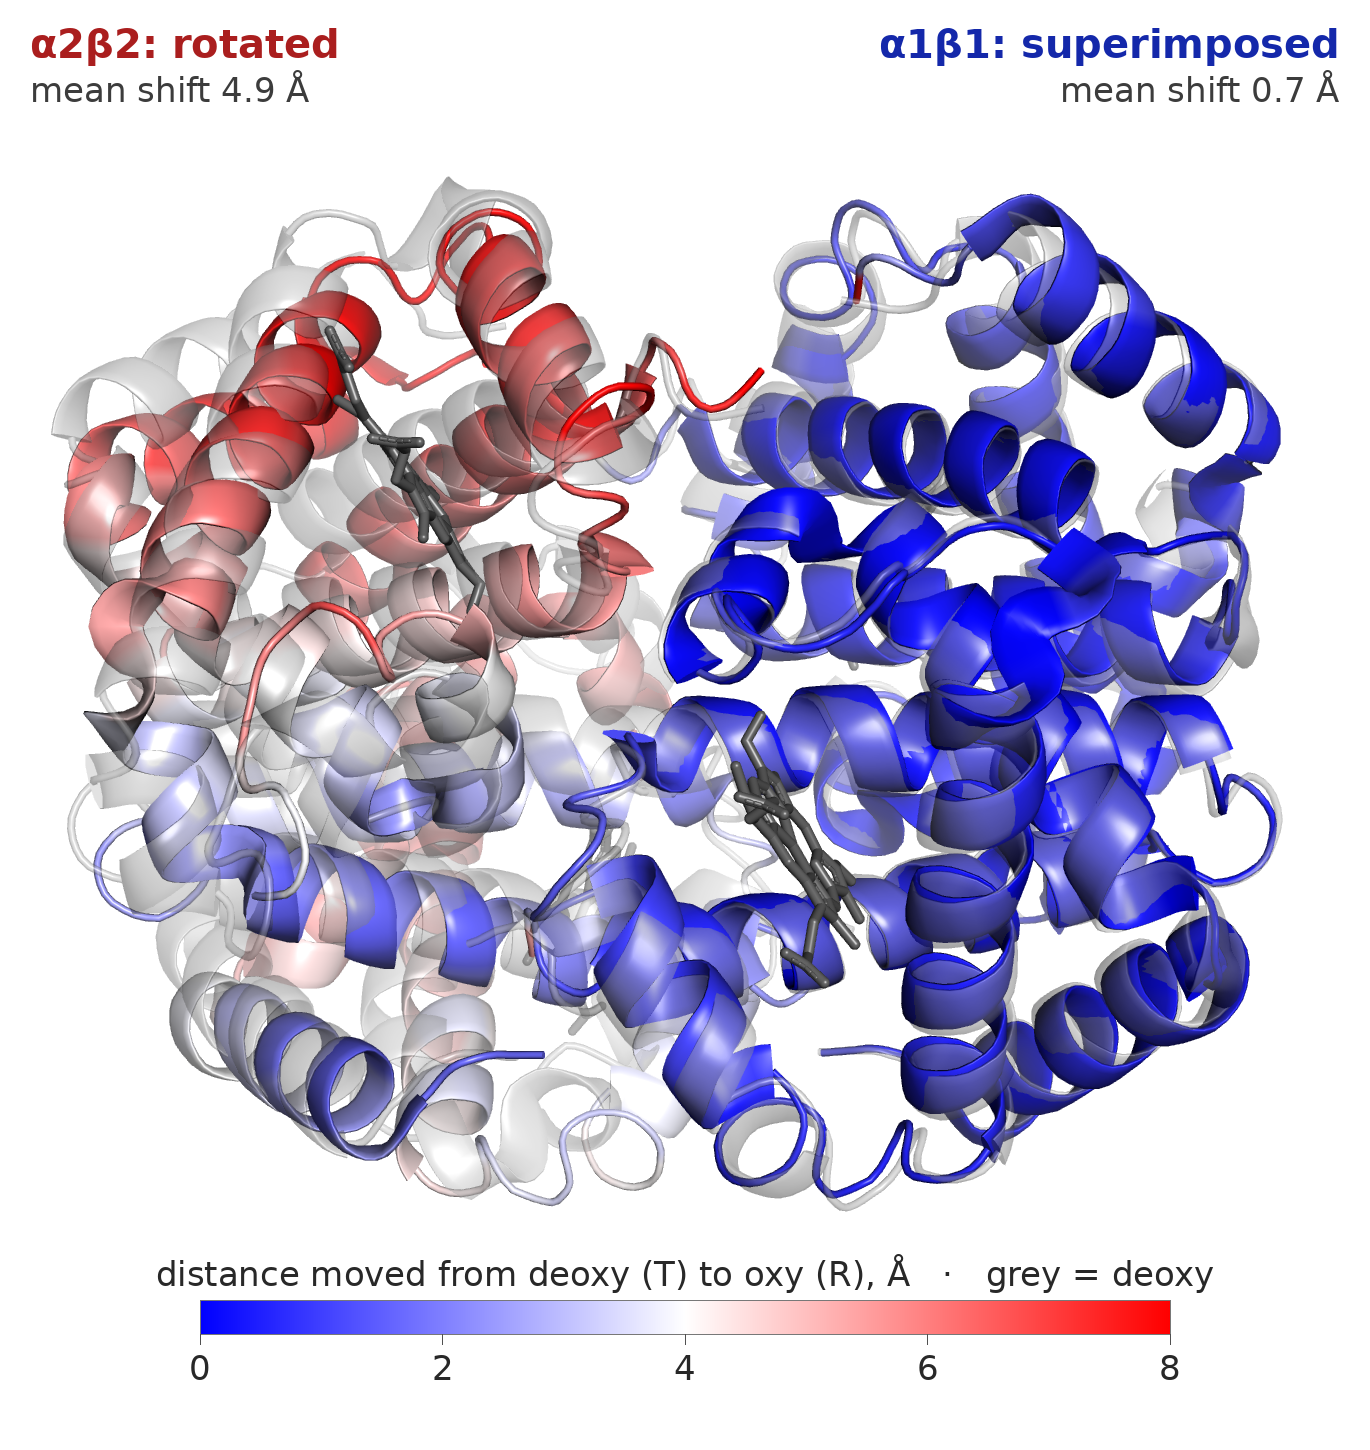 α2β2: rotated
mean shift 4.9 Å
α1β1: superimposed
mean shift 0.7 Å
distance moved from deoxy (T) to oxy (R), Å · grey = deoxy
0 2 4 6 8